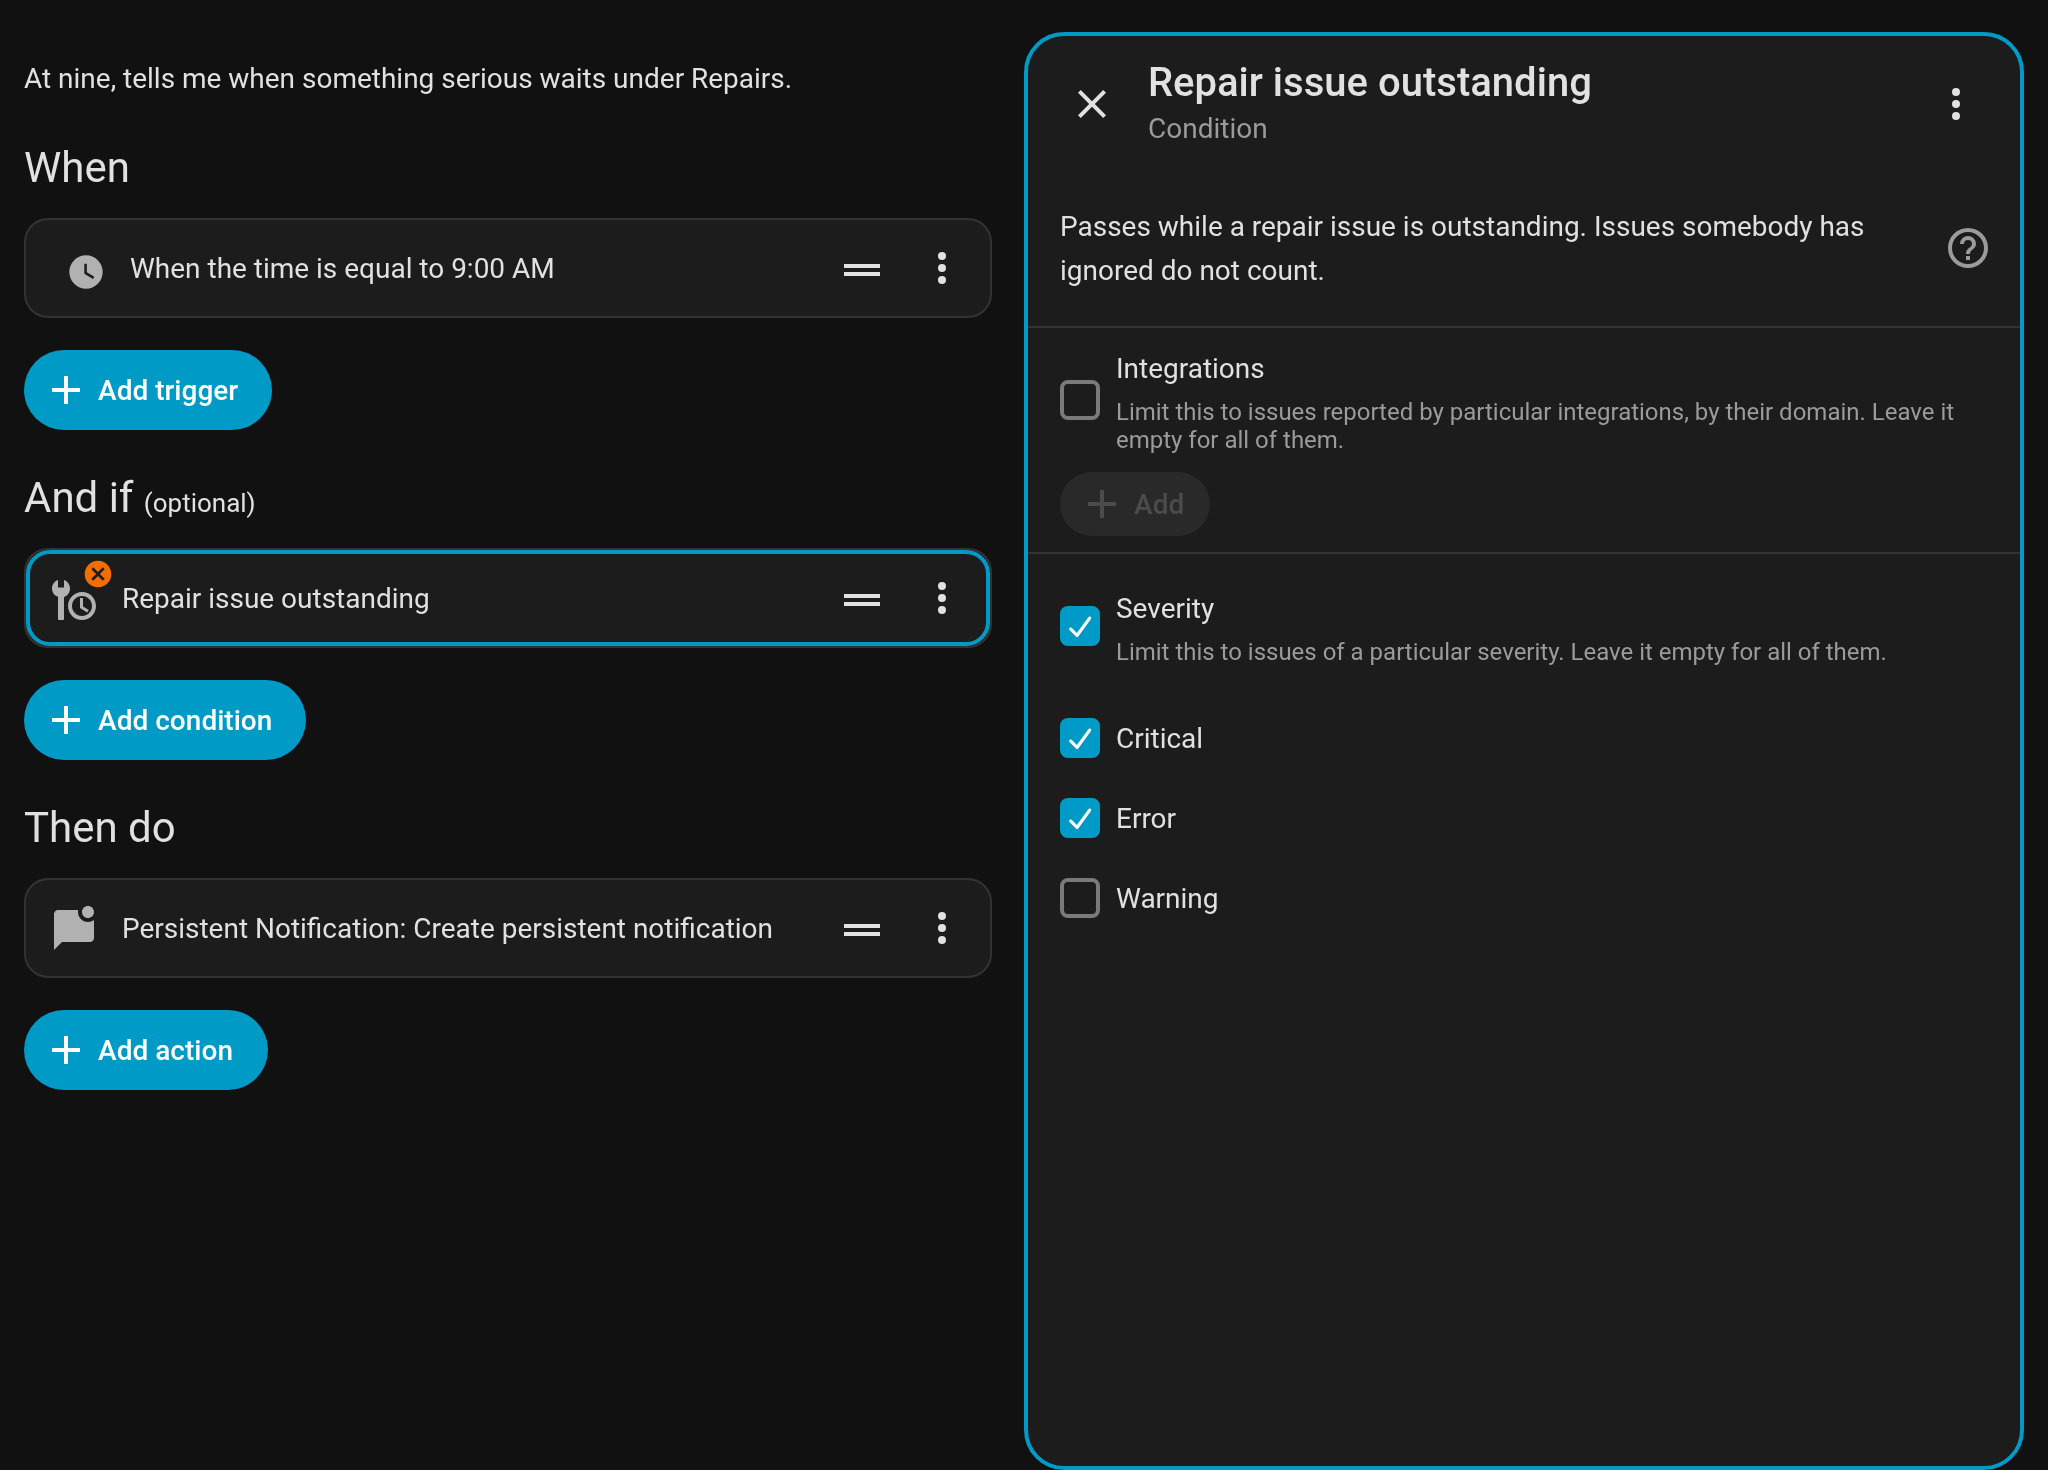 At nine, tells me when something serious waits under Repairs.
When
When the time is equal to 9:00 AM
Add trigger
And if (optional)
Repair issue outstanding
Add condition
Then do
Persistent Notification: Create persistent notification
Add action
Repair issue outstanding
Condition
Passes while a repair issue is outstanding. Issues somebody has
ignored do not count.
Integrations
Limit this to issues reported by particular integrations, by their domain. Leave it
empty for all of them.
Add
Severity
Limit this to issues of a particular severity. Leave it empty for all of them.
Critical
Error
Warning